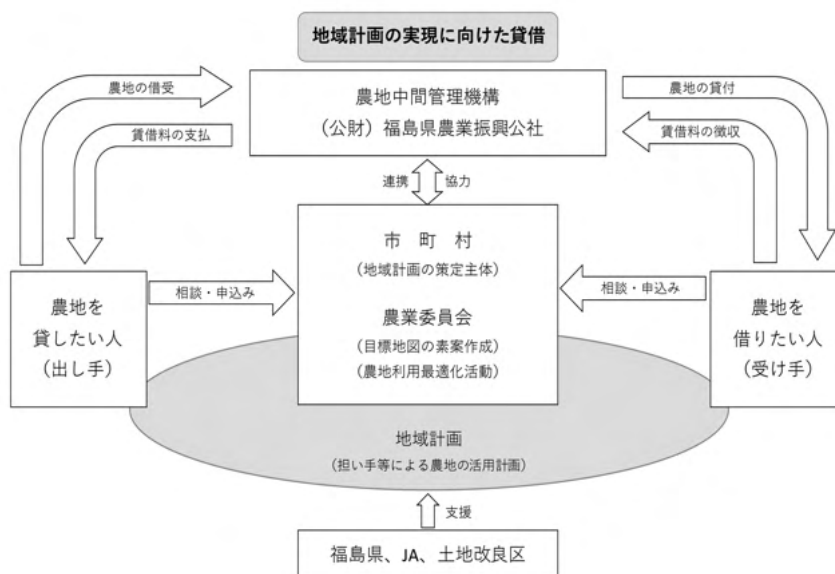 地域計画の実現に向けた貸借
農地の借受
賃借料の支払
農地中間管理機構
（公財）福島県農業振興公社
農地の貸付
賃借料の徴収
連携 協力
市 町 村
（地域計画の策定主体）
農業委員会
（目標地図の素案作成）
（農地利用最適化活動）
農地を
貸したい人
（出し手）
相談・申込み
相談・申込み
農地を
借りたい人
（受け手）
地域計画
（担い手等による農地の活用計画）
支援
福島県、JA、土地改良区